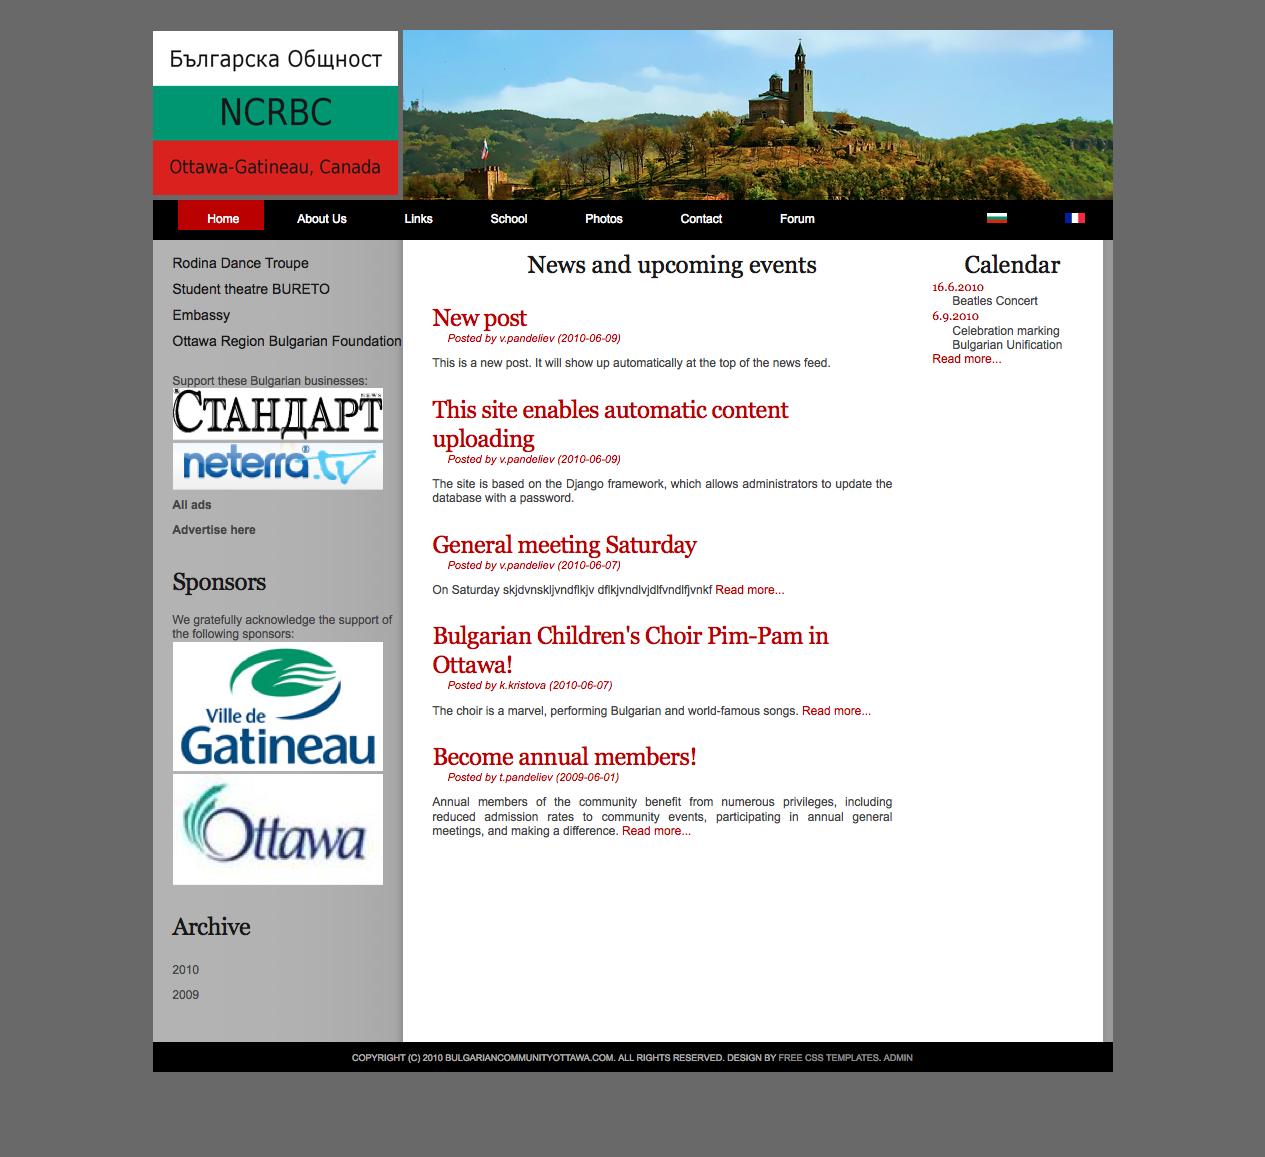 Българска Общност
NCRBC
Ottawa-Gatineau, Canada
Home About Us Links School Photos Contact Forum
Rodina Dance Troupe
Student theatre BURETO
Embassy
Ottawa Region Bulgarian Foundation
Support these Bulgarian businesses:
NEWS
СТАНДАРТ
neterra®.tv
All ads
Advertise here
Sponsors
We gratefully acknowledge the support of
the following sponsors:
Ville de
Gatineau
Ottawa
Archive
2010
2009
News and upcoming events
New post
Posted by v.pandeliev (2010-06-09)
This is a new post. It will show up automatically at the top of the news feed.
This site enables automatic content
uploading
Posted by v.pandeliev (2010-06-09)
The site is based on the Django framework, which allows administrators to update the
database with a password.
General meeting Saturday
Posted by v.pandeliev (2010-06-07)
On Saturday skjdvnskljvndflkjv dflkjvndlvjdlfvndlfjvnkf Read more...
Bulgarian Children's Choir Pim-Pam in
Ottawa!
Posted by k.kristova (2010-06-07)
The choir is a marvel, performing Bulgarian and world-famous songs. Read more...
Become annual members!
Posted by t.pandeliev (2009-06-01)
Annual members of the community benefit from numerous privileges, including
reduced admission rates to community events, participating in annual general
meetings, and making a difference. Read more...
Calendar
16.6.2010
Beatles Concert
6.9.2010
Celebration marking
Bulgarian Unification
Read more...
COPYRIGHT (C) 2010 BULGARIANCOMMUNITYOTTAWA.COM. ALL RIGHTS RESERVED. DESIGN BY FREE CSS TEMPLATES. ADMIN